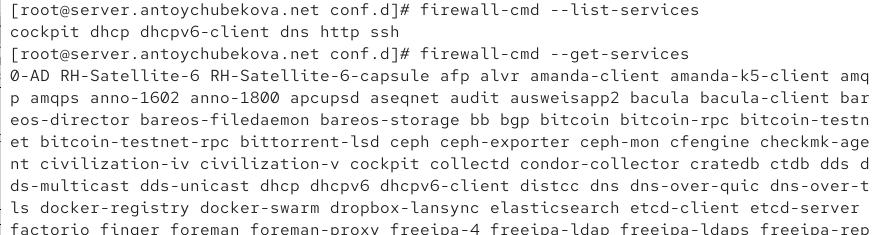 [root@server.antoychubekova.net conf.d]# firewall-cmd --list-services
cockpit dhcp dhcpv6-client dns http ssh
[root@server.antoychubekova.net conf.d]# firewall-cmd --get-services
0-AD RH-Satellite-6 RH-Satellite-6-capsule afp alvr amanda-client amanda-k5-client amq
p amqps anno-1602 anno-1800 apcupsd aseqnet audit ausweisapp2 bacula bacula-client bar
eos-director bareos-filedaemon bareos-storage bb bgp bitcoin bitcoin-rpc bitcoin-testn
et bitcoin-testnet-rpc bittorrent-lsd ceph ceph-exporter ceph-mon cfengine checkmk-age
nt civilization-iv civilization-v cockpit collectd condor-collector cratedb ctdb dds d
ds-multicast dds-unicast dhcp dhcpv6 dhcpv6-client distcc dns dns-over-quic dns-over-t
ls docker-registry docker-swarm dropbox-lansync elasticsearch etcd-client etcd-server
factorio finger foreman foreman-proxy freeipa-4 freeipa-ldap freeipa-ldaps freeipa-rep